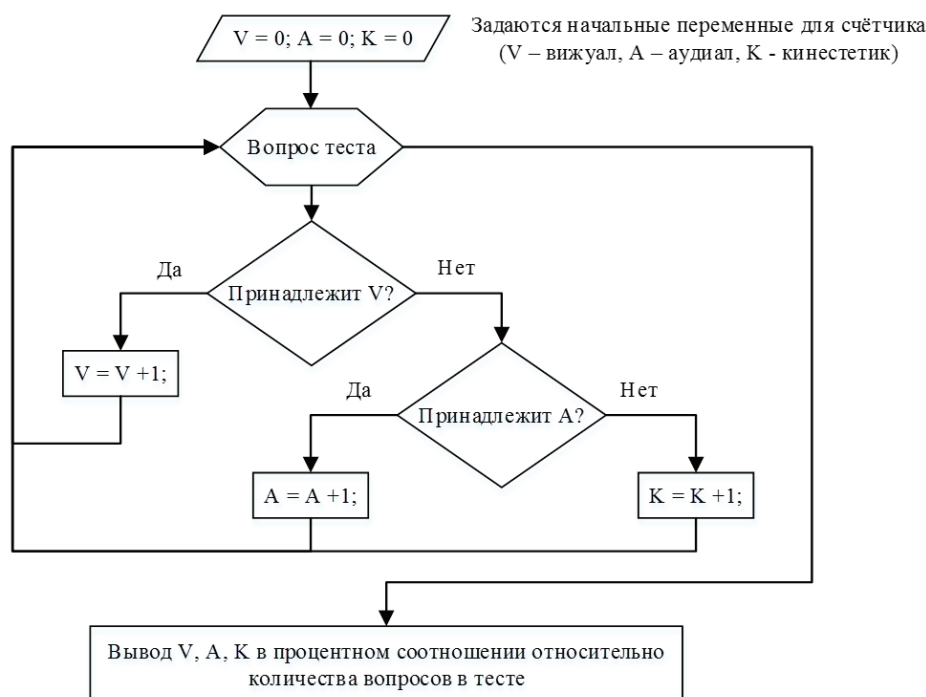 V = 0; A = 0; K = 0
Задаются начальные переменные для счётчика
(V – вижуал, A – аудиал, K - кинестетик)
Вопрос теста
Да
Нет
Принадлежит V?
V = V +1;
Да
Нет
Принадлежит A?
A = A +1;
K = K +1;
Вывод V, A, K в процентном соотношении относительно
количества вопросов в тесте